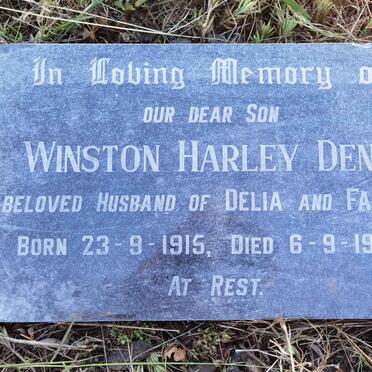 In Loving Memory o
OUR DEAR SON
WINSTON HARLEY DEN
BELOVED HUSBAND OF DELIA AND FA
BORN 23-9-1915, DIED 6-9-19
AT REST.